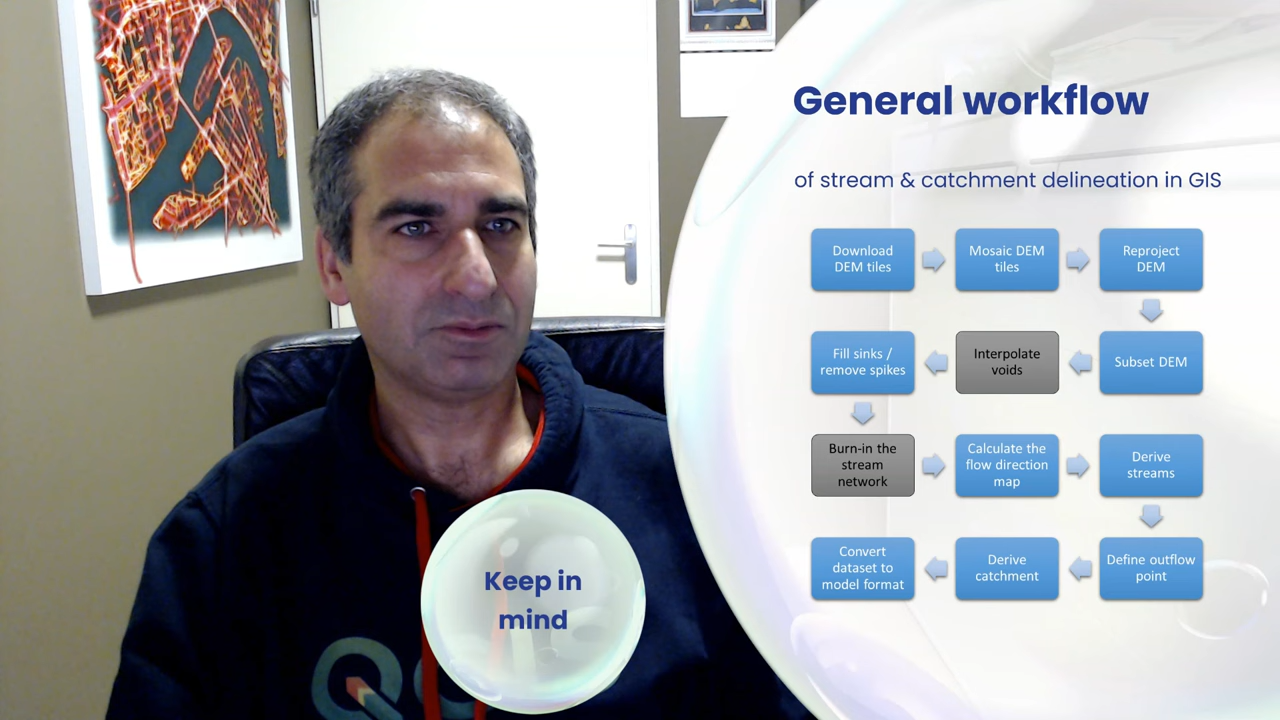 General workflow
of stream & catchment delineation in GIS
Download
DEM tiles
Mosaic DEM
tiles
Reproject
DEM
Fill sinks /
remove spikes
Interpolate
voids
Subset DEM
Burn-in the
stream
network
Calculate the
flow direction
map
Derive
streams
Convert
dataset to
model format
Derive
catchment
Define outflow
point
Keep in
mind